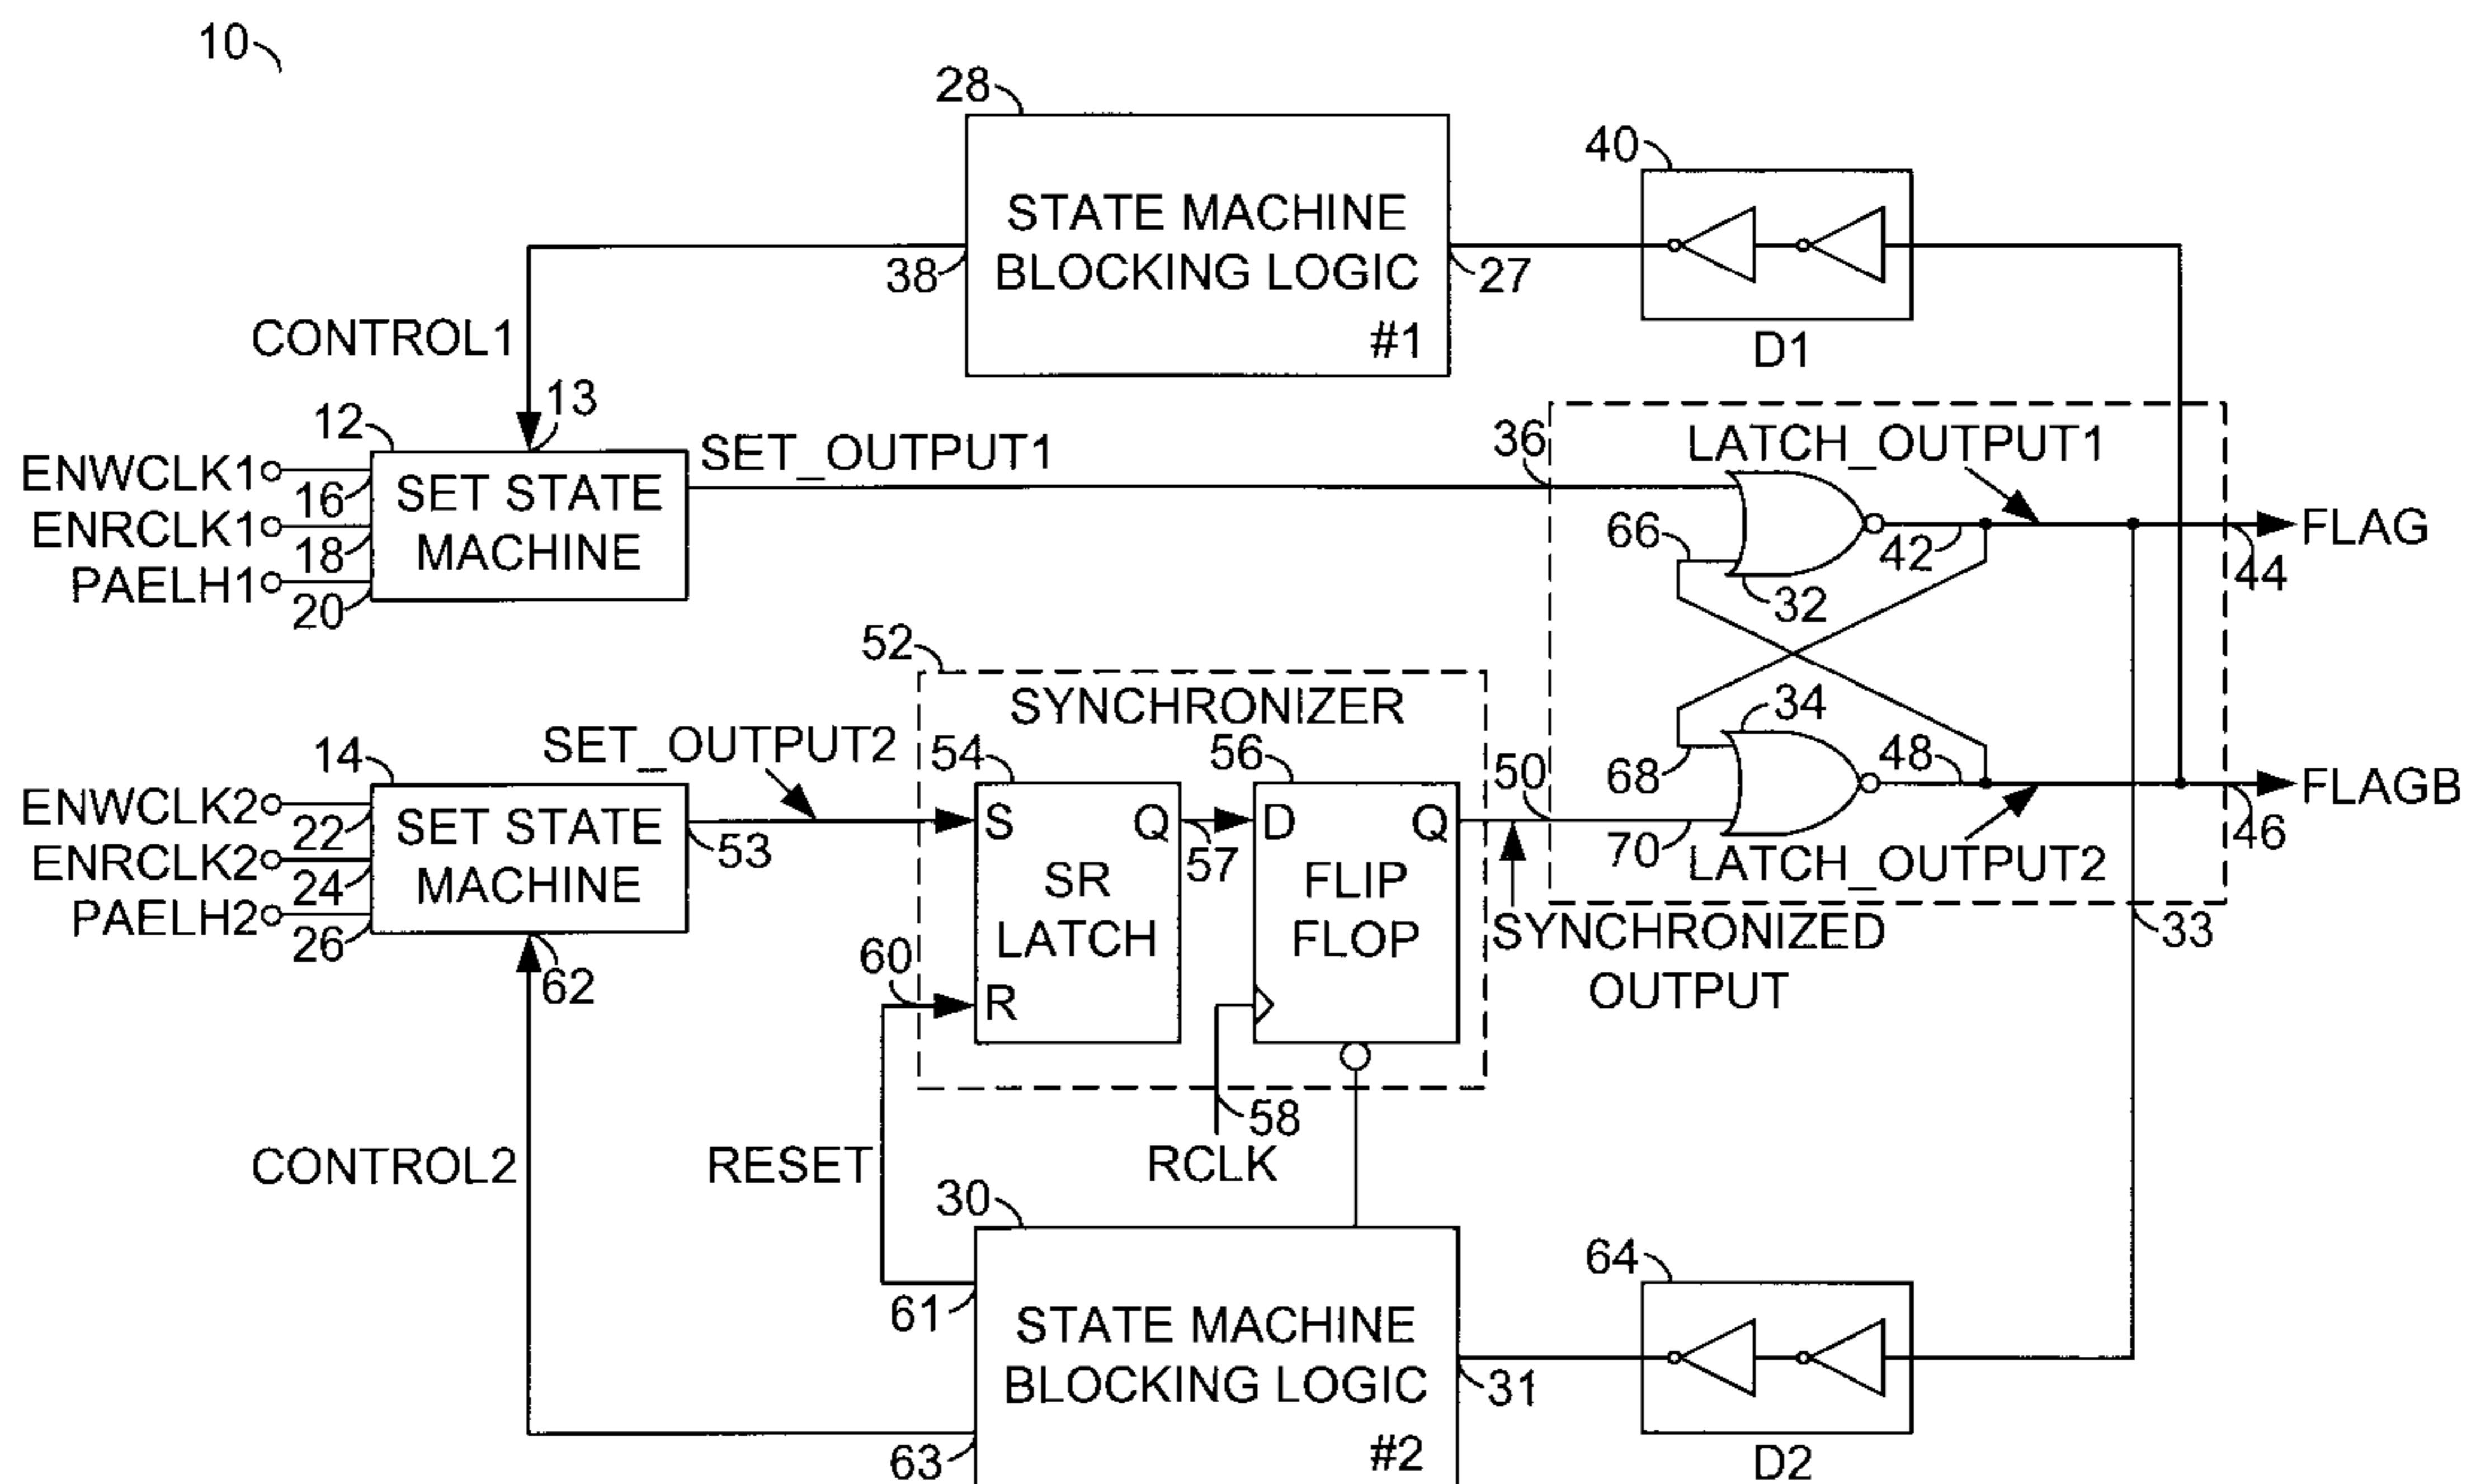 10
28
STATE MACHINE
BLOCKING LOGIC
#1
38
27
40
D1
CONTROL1
12
13
ENWCLK1
16
ENRCLK1
18
PAELH1
20
SET STATE
MACHINE
SET_OUTPUT1
36
LATCH_OUTPUT1
66
32
42
FLAG
44
52
SYNCHRONIZER
14
SET_OUTPUT2
54
56
50
68
34
48
FLAGB
46
ENWCLK2
22
ENRCLK2
24
PAELH2
26
SET STATE
MACHINE
53
62
S
Q
SR
LATCH
R
57
D
Q
FLIP
FLOP
70
LATCH_OUTPUT2
SYNCHRONIZED
OUTPUT
33
60
58
RCLK
CONTROL2
RESET
30
61
STATE MACHINE
BLOCKING LOGIC
#2
63
31
64
D2